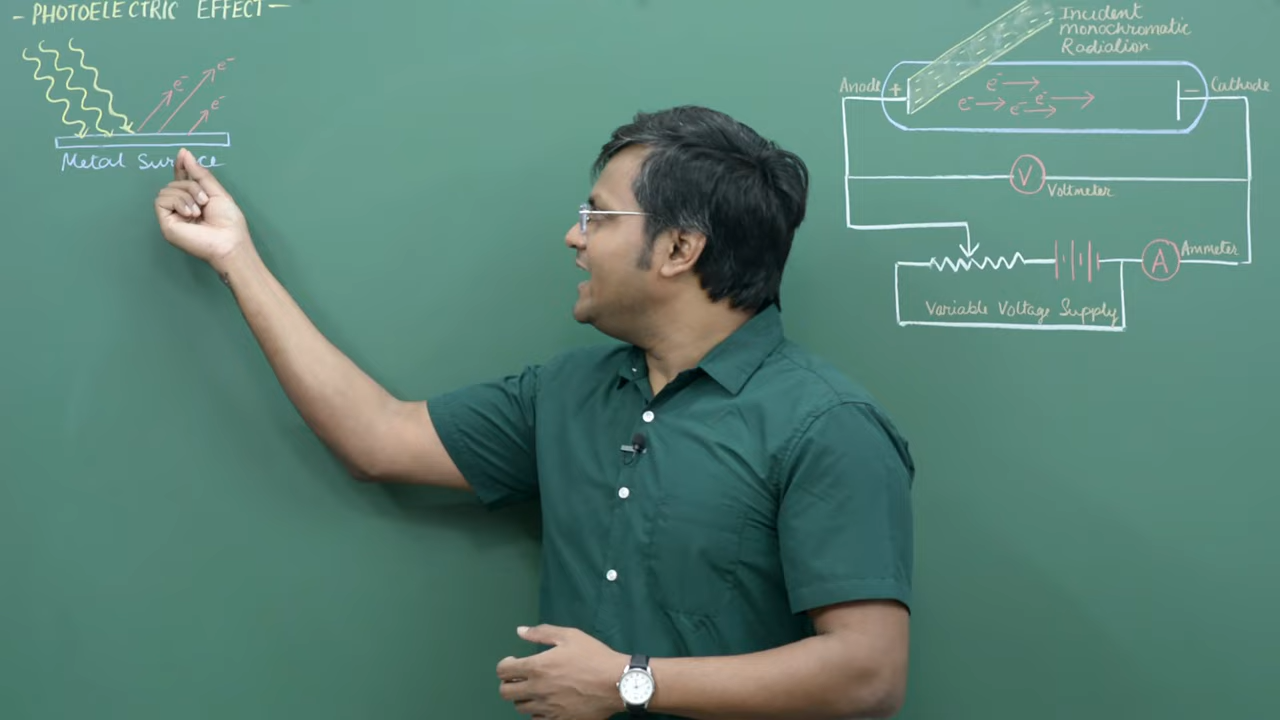 - PHOTOELECTRIC EFFECT -
e⁻
e⁻
e⁻
Metal Surface
Incident
Monochromatic
Radiation
Anode + − Cathode
e⁻
e⁻ e⁻ e⁻
V
Voltmeter
A Ammeter
Variable Voltage Supply